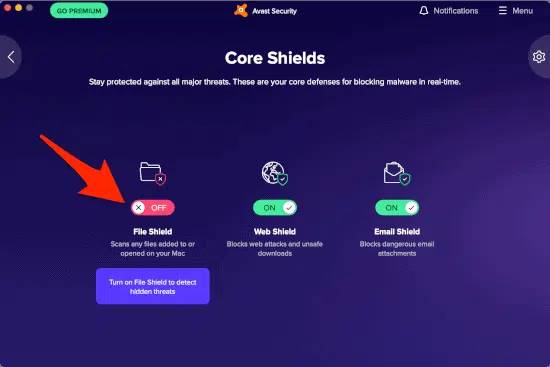 GO PREMIUM
Avast Security
Notifications
Menu
Core Shields
Stay protected against all major threats. These are your core defenses for blocking malware in real-time.
OFF
ON
ON
File Shield
Web Shield
Email Shield
Scans any files added to or
opened on your Mac
Blocks web attacks and unsafe
downloads
Blocks dangerous email
attachments
Turn on File Shield to detect
hidden threats